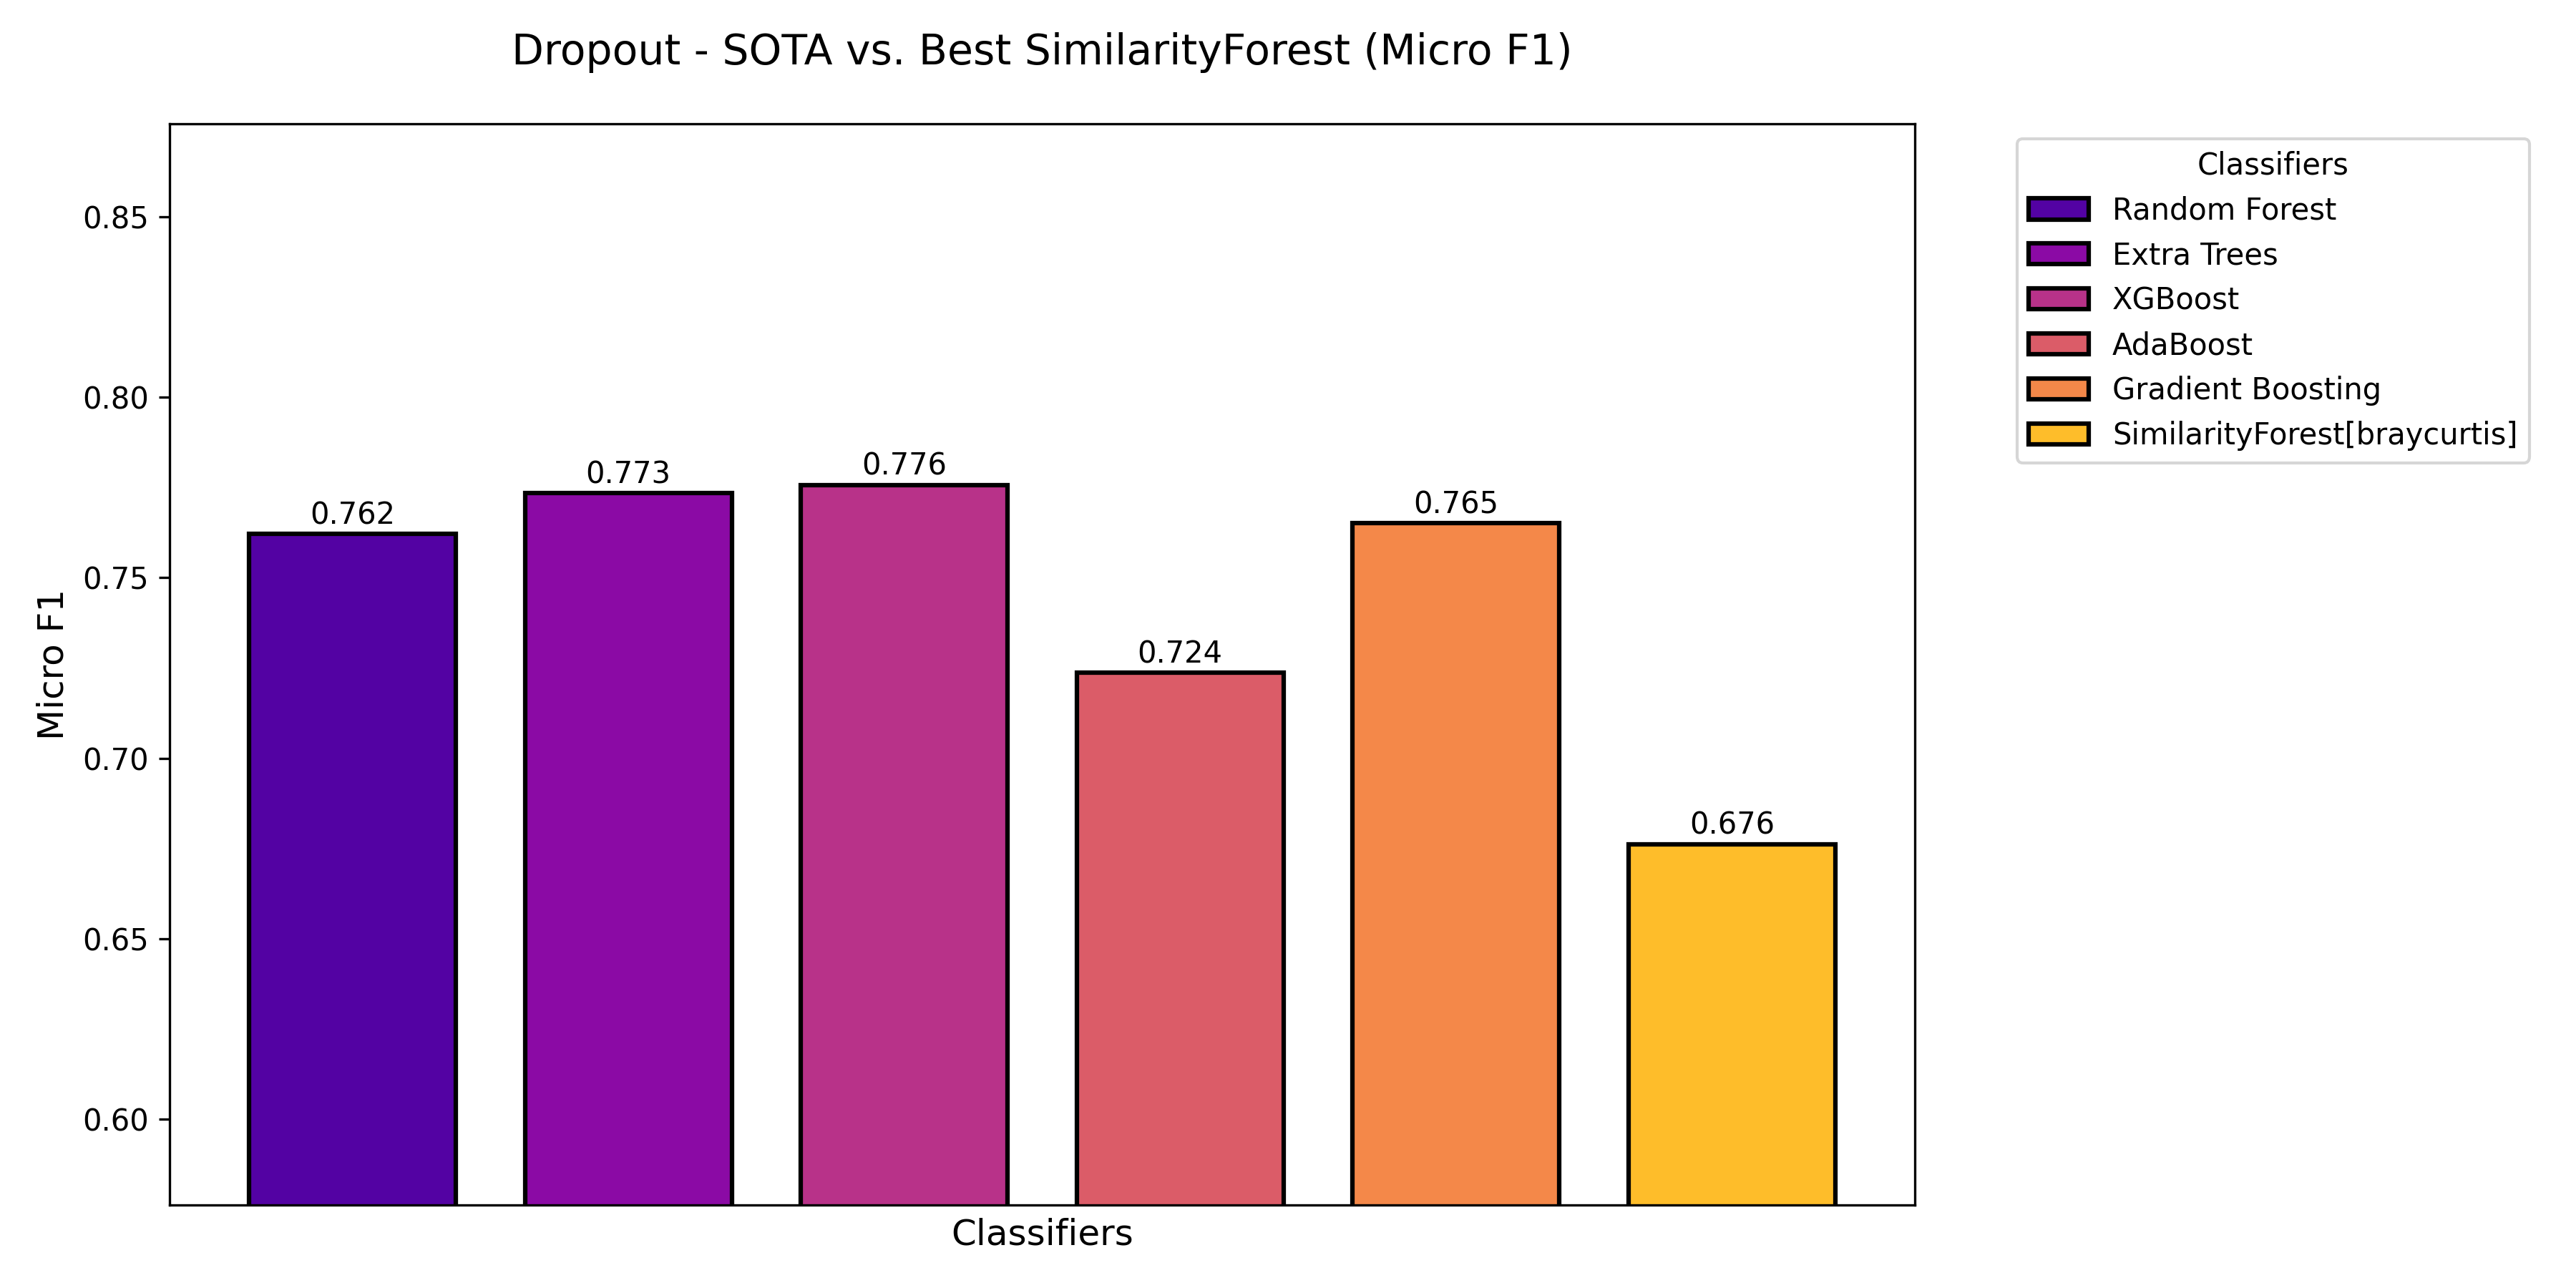 Dropout - SOTA vs. Best SimilarityForest (Micro F1)
Micro F1
0.85
0.80
0.75
0.70
0.65
0.60
0.762
0.773
0.776
0.724
0.765
0.676
Classifiers
Classifiers
Random Forest
Extra Trees
XGBoost
AdaBoost
Gradient Boosting
SimilarityForest[braycurtis]